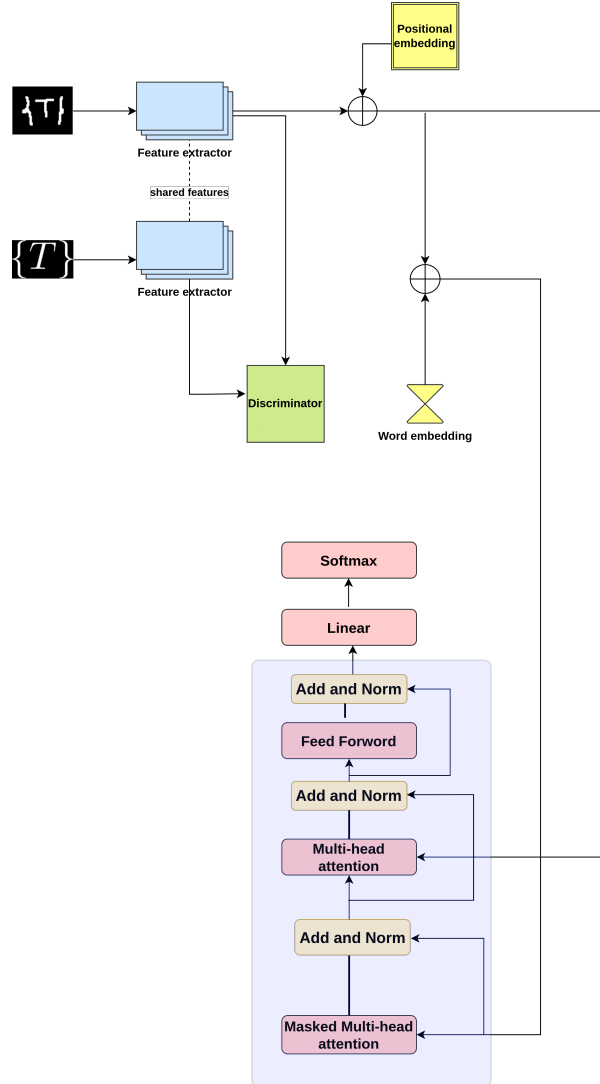 Positional
embedding
{T}
Feature extractor
shared features
{T}
Feature extractor
Discriminator
Word embedding
Softmax
Linear
Add and Norm
Feed Forword
Add and Norm
Multi-head
attention
Add and Norm
Masked Multi-head
attention